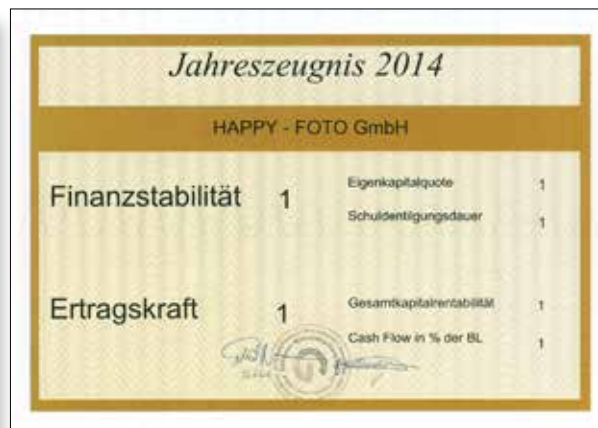 Jahreszeugnis 2014
HAPPY - FOTO GmbH
Finanzstabilität 1
Eigenkapitalquote 1
Schuldentilgungsdauer 1
Ertragskraft 1
Gesamtkapitalrentabilität 1
Cash Flow in % der BL 1